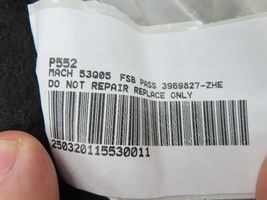 P552
MACH 53Q05 FSB PASS 3969827-ZHE
DO NOT REPAIR REPLACE ONLY
250320115530011